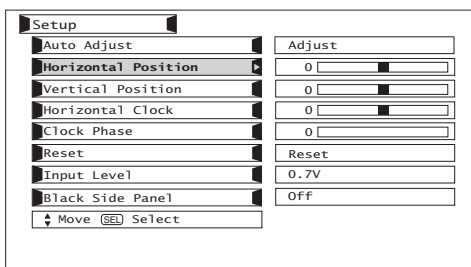 Setup
Auto Adjust Adjust
Horizontal Position 0
Vertical Position 0
Horizontal Clock 0
Clock Phase 0
Reset Reset
Input Level 0.7V
Black Side Panel Off
Move SEL Select